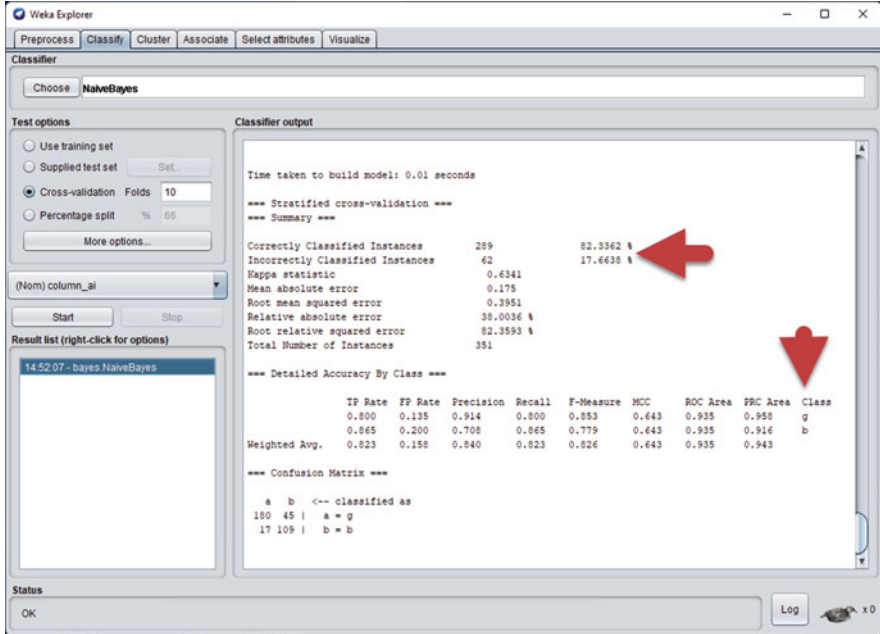 Weka Explorer
Preprocess Classify Cluster Associate Select attributes Visualize
Classifier
Choose NaiveBayes
Test options
Use training set
Supplied test set Set...
Cross-validation Folds 10
Percentage split % 66
More options...
(Nom) column_ai
Start Stop
Result list (right-click for options)
14:52:07 - bayes.NaiveBayes
Classifier output
Time taken to build model: 0.01 seconds
=== Stratified cross-validation ===
=== Summary ===
Correctly Classified Instances 289 82.3362 %
Incorrectly Classified Instances 62 17.6638 %
Kappa statistic 0.6341
Mean absolute error 0.175
Root mean squared error 0.3951
Relative absolute error 38.0036 %
Root relative squared error 82.3593 %
Total Number of Instances 351
=== Detailed Accuracy By Class ===
TP Rate FP Rate Precision Recall F-Measure MCC ROC Area PRC Area Class
0.800 0.135 0.914 0.800 0.853 0.643 0.935 0.958 g
0.865 0.200 0.708 0.865 0.779 0.643 0.935 0.916 b
Weighted Avg. 0.823 0.158 0.840 0.823 0.826 0.643 0.935 0.943
=== Confusion Matrix ===
a b <-- classified as
180 45 | a = g
17 109 | b = b
Status
OK
Log x 0